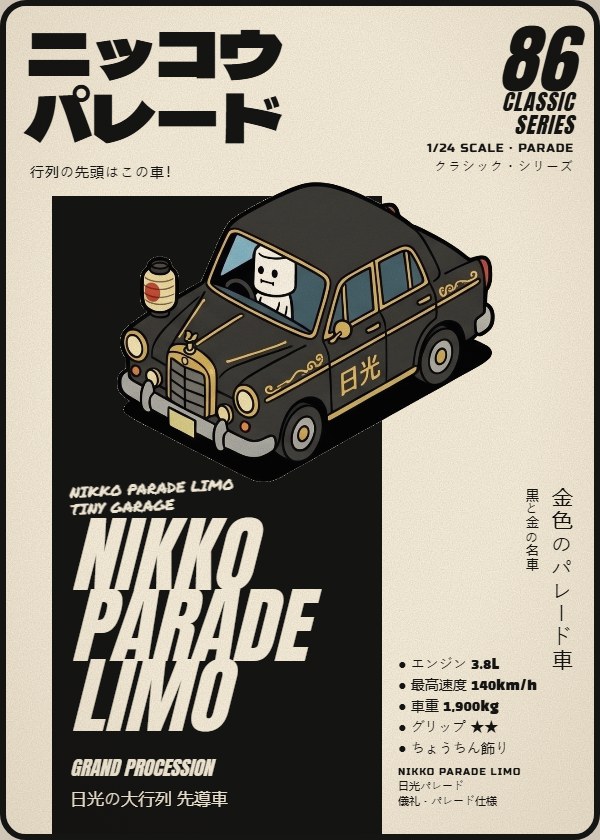 ニッコウ
パレード
行列の先頭はこの車!
86
CLASSIC
SERIES
1/24 SCALE · PARADE
クラシック・シリーズ
日光
NIKKO PARADE LIMO
TINY GARAGE
NIKKO
PARADE
LIMO
GRAND PROCESSION
日光の大行列 先導車
金色のパレード車
黒と金の名車
● エンジン 3.8L
● 最高速度 140km/h
● 車重 1,900kg
● グリップ ★★
● ちょうちん飾り
NIKKO PARADE LIMO
日光パレード
儀礼・パレード仕様